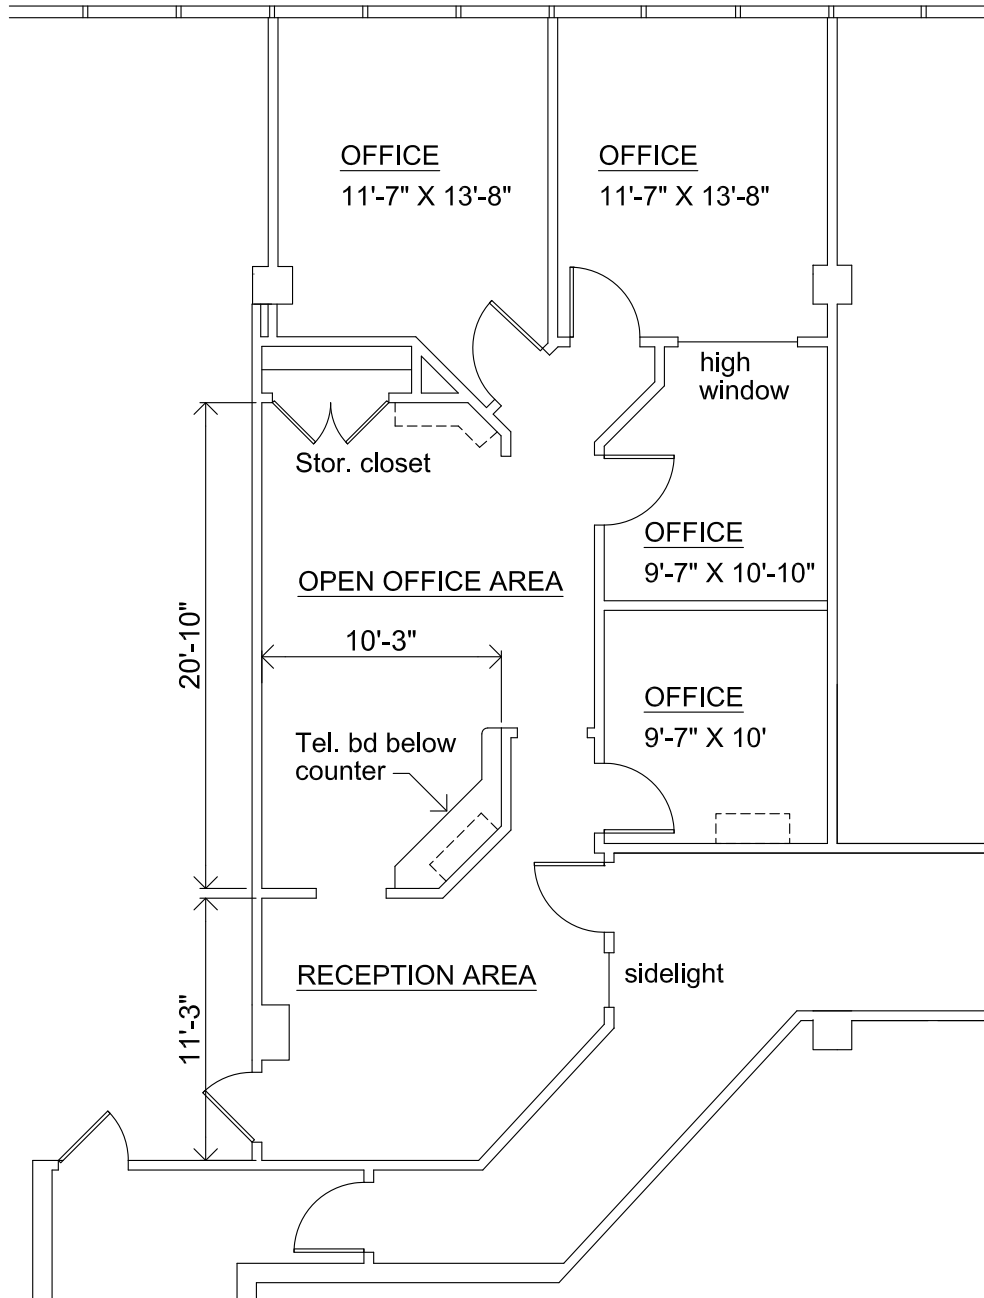 OFFICE
11'-7" X 13'-8"
OFFICE
11'-7" X 13'-8"
high
window
Stor. closet
OFFICE
9'-7" X 10'-10"
OPEN OFFICE AREA
20'-10"
10'-3"
OFFICE
9'-7" X 10'
Tel. bd below
counter
RECEPTION AREA
sidelight
11'-3"